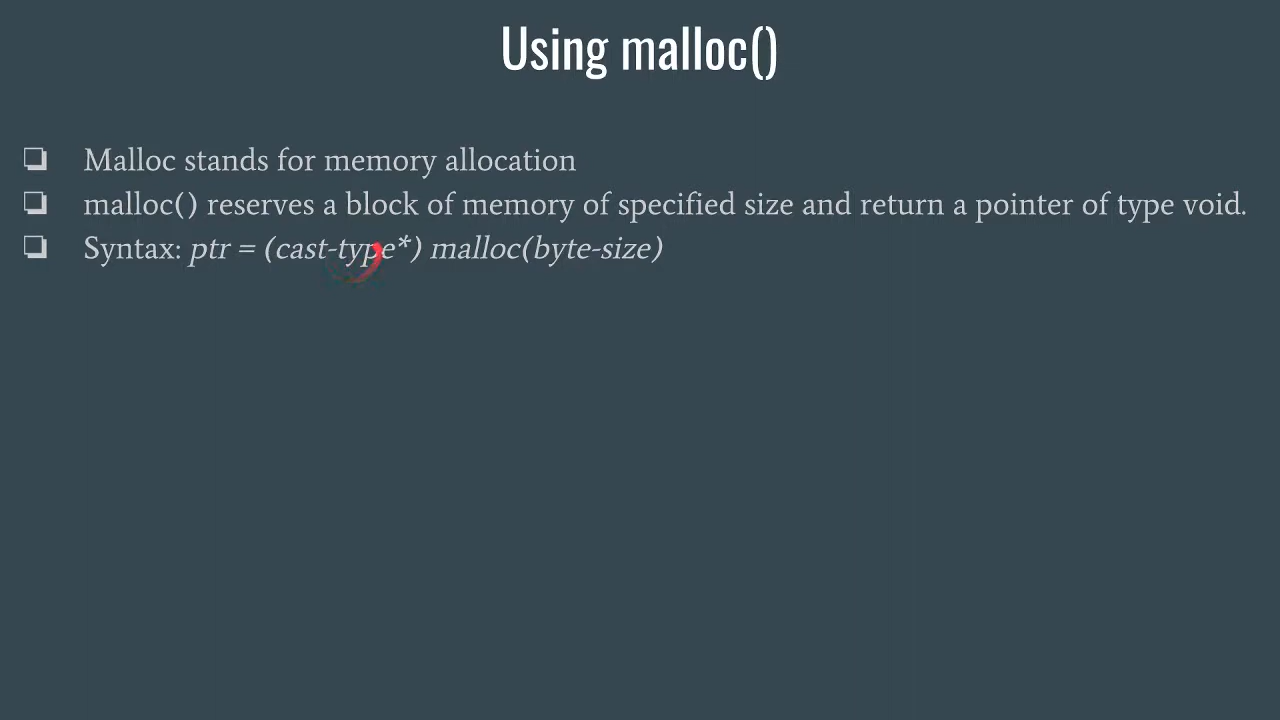 Using malloc()
Malloc stands for memory allocation
malloc() reserves a block of memory of specified size and return a pointer of type void.
Syntax: ptr = (cast-type*) malloc(byte-size)